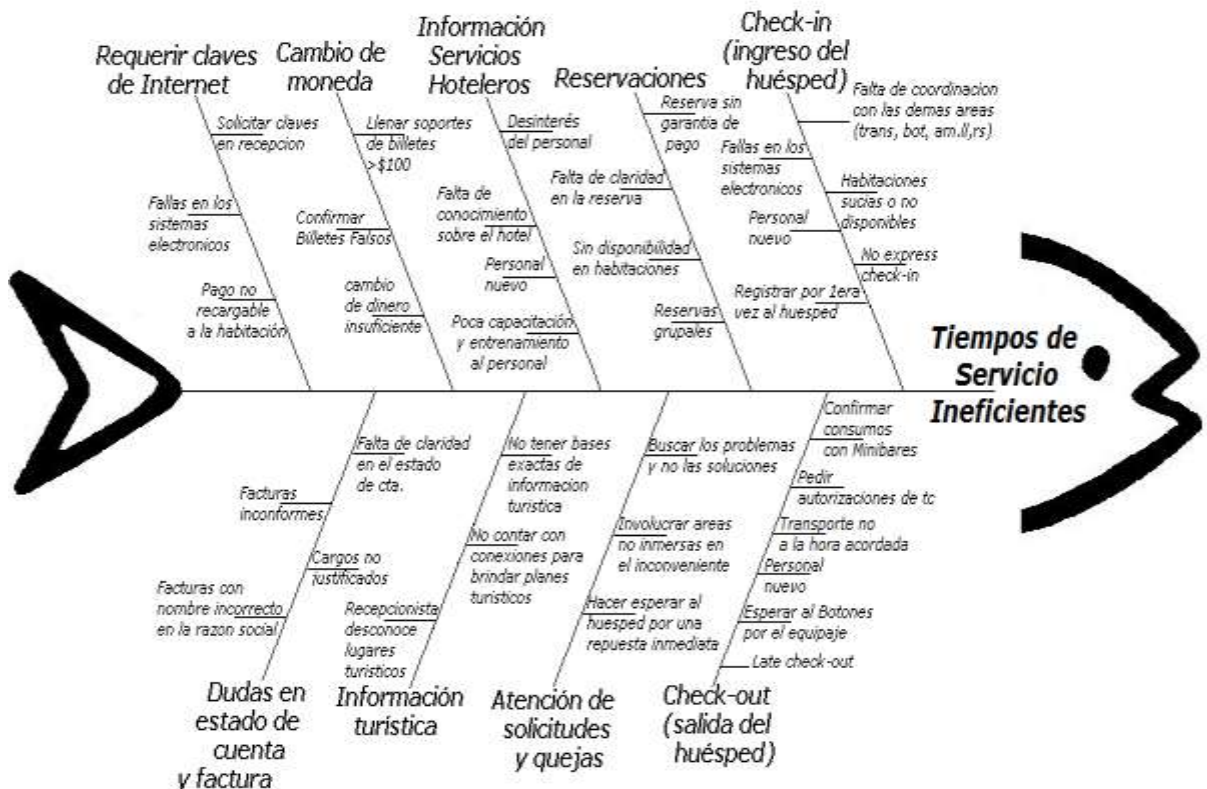 Requerir claves
de Internet
Solicitar claves
en recepcion
Fallas en los
sistemas
electronicos
Pago no
recargable
a la habitación
Cambio de
moneda
Llenar soportes
de billetes
>$100
Confirmar
Billetes Falsos
cambio
de dinero
insuficiente
Información
Servicios
Hoteleros
Desinterés
del personal
Falta de
conocimiento
sobre el hotel
Personal
nuevo
Poca capacitación
y entrenamiento
al personal
Reservaciones
Reserva sin
garantia de
pago
Falta de claridad
en la reserva
Sin disponibilidad
en habitaciones
Reservas
grupales
Check-in
(ingreso del
huésped)
Falta de coordinacion
con las demas areas
(trans, bot, am.ll,rs)
Fallas en los
sistemas
electronicos
Habitaciones
sucias o no
disponibles
Personal
nuevo
No express
check-in
Registrar por 1era
vez al huesped
Tiempos de
Servicio
Ineficientes
Falta de claridad
en el estado
de cta.
Facturas
inconformes
Cargos no
justificados
Facturas con
nombre incorrecto
en la razon social
Dudas en
estado de
cuenta
y factura
No tener bases
exactas de
informacion
turistica
No contar con
conexiones para
brindar planes
turisticos
Recepcionista
desconoce
lugares
turisticos
Información
turística
Buscar los problemas
y no las soluciones
Involucrar areas
no inmersas en
el inconveniente
Hacer esperar al
huesped por una
repuesta inmediata
Atención de
solicitudes
y quejas
Confirmar
consumos
con Minibares
Pedir
autorizaciones de tc
Transporte no
a la hora acordada
Personal
nuevo
Esperar al Botones
por el equipaje
Late check-out
Check-out
(salida del
huésped)